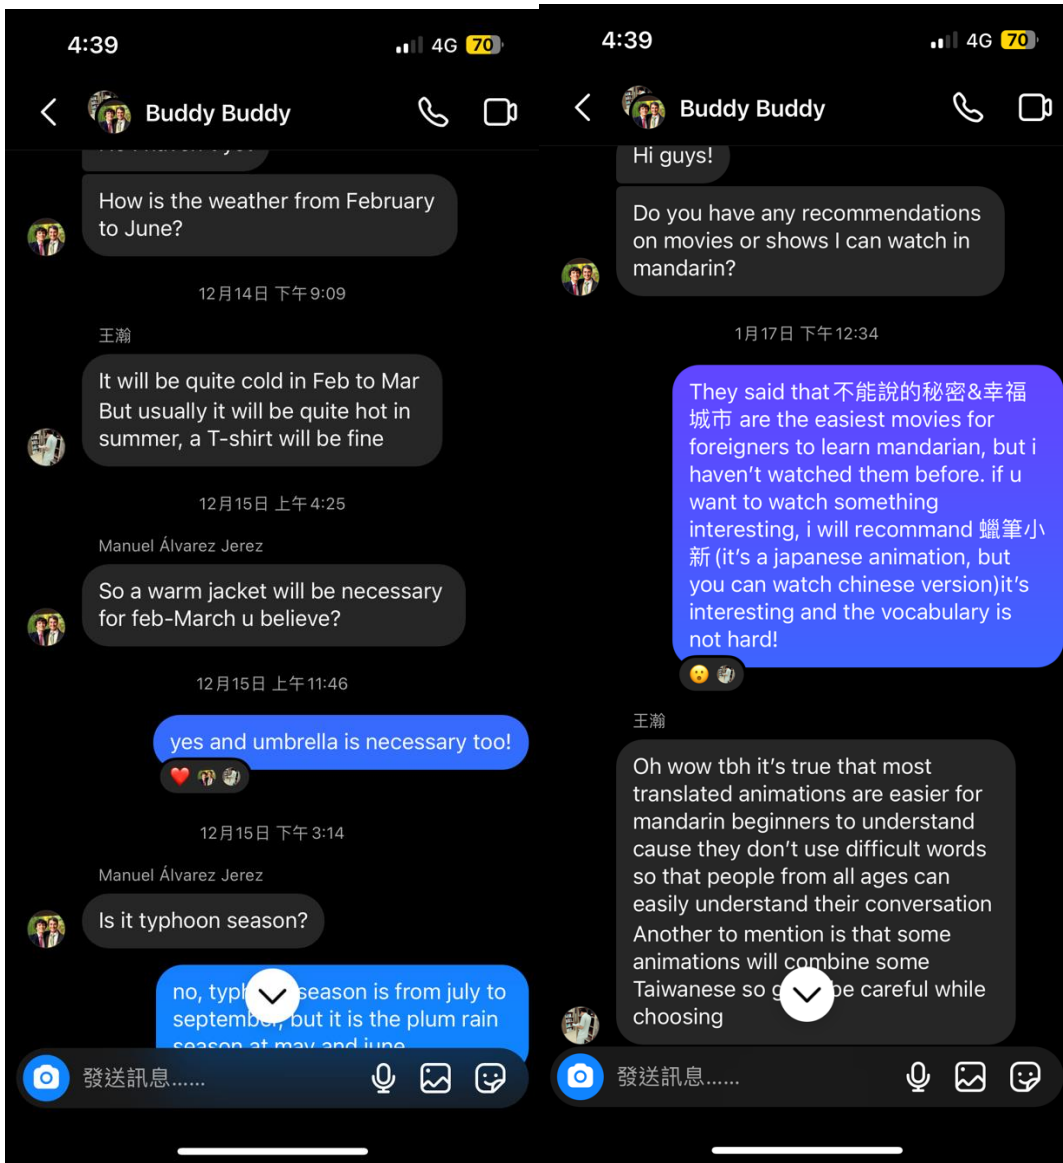 4:39
4G 70
Buddy Buddy
How is the weather from February
to June?
12月14日 下午9:09
王瀚
It will be quite cold in Feb to Mar
But usually it will be quite hot in
summer, a T-shirt will be fine
12月15日 上午4:25
Manuel Álvarez Jerez
So a warm jacket will be necessary
for feb-March u believe?
12月15日 上午11:46
yes and umbrella is necessary too!
12月15日 下午3:14
Manuel Álvarez Jerez
Is it typhoon season?
no, season is from july to
september, but it is the plum rain
season at may and june
發送訊息......
4:39
4G 70
Buddy Buddy
Hi guys!
Do you have any recommendations
on movies or shows I can watch in
mandarin?
1月17日 下午12:34
They said that不能說的秘密&幸福
城市 are the easiest movies for
foreigners to learn mandarian, but i
haven't watched them before. if u
want to watch something
interesting, i will recommand 蠟筆小
新(it's a japanese animation, but
you can watch chinese version)it's
interesting and the vocabulary is
not hard!
王瀚
Oh wow tbh it's true that most
translated animations are easier for
mandarin beginners to understand
cause they don't use difficult words
so that people from all ages can
easily understand their conversation
Another to mention is that some
animations will combine some
Taiwanese so be careful while
choosing
發送訊息......